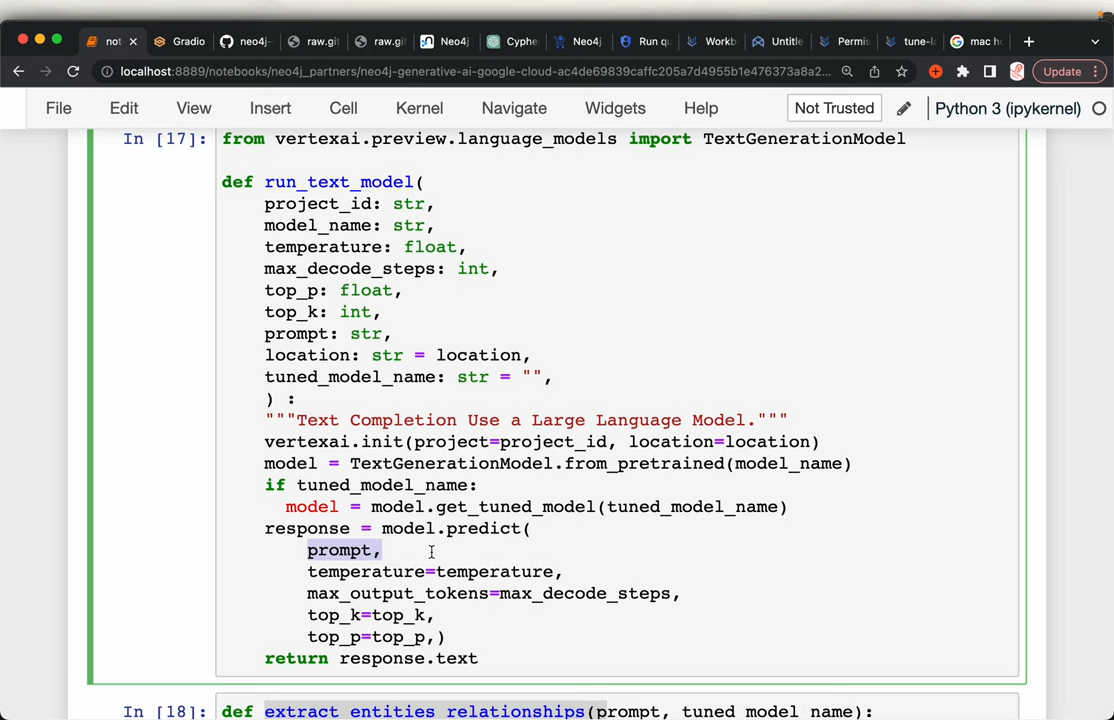 not
Gradio
neo4j-
raw.git
raw.git
Neo4j
Cyphe
Neo4j
Run qu
Workb
Untitle
Permis
tune-l
mac h
localhost:8889/notebooks/neo4j_partners/neo4j-generative-ai-google-cloud-ac4de69839caffc205a7d4955b1e476373a8a2...
Update
File Edit View Insert Cell Kernel Navigate Widgets Help Not Trusted Python 3 (ipykernel)
In [17]: from vertexai.preview.language_models import TextGenerationModel
def run_text_model(
project_id: str,
model_name: str,
temperature: float,
max_decode_steps: int,
top_p: float,
top_k: int,
prompt: str,
location: str = location,
tuned_model_name: str = "",
) :
"""Text Completion Use a Large Language Model."""
vertexai.init(project=project_id, location=location)
model = TextGenerationModel.from_pretrained(model_name)
if tuned_model_name:
model = model.get_tuned_model(tuned_model_name)
response = model.predict(
prompt,
temperature=temperature,
max_output_tokens=max_decode_steps,
top_k=top_k,
top_p=top_p,)
return response.text
In [18]: def extract_entities_relationships(prompt, tuned_model_name):